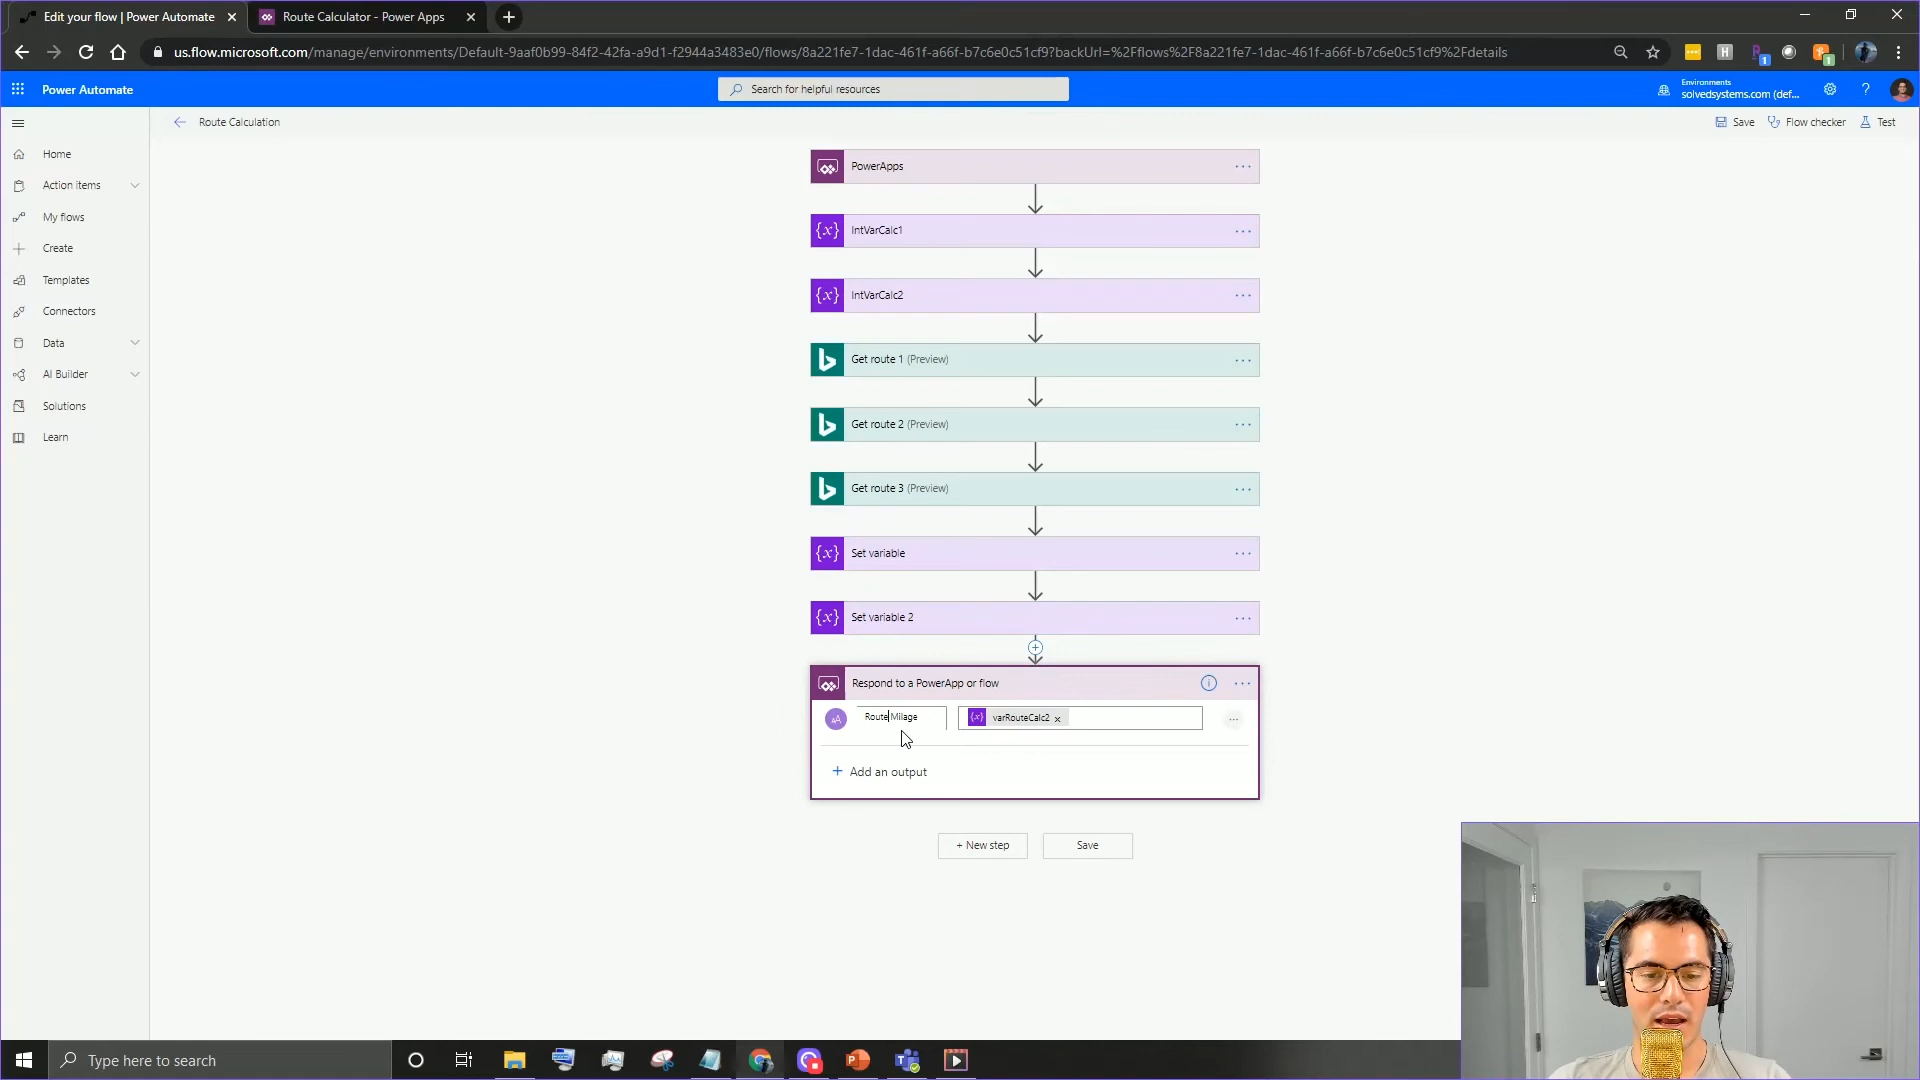 Edit your flow | Power Automate
Route Calculator - Power Apps
us.flow.microsoft.com/manage/environments/Default-9aaf0b99-84f2-42fa-a9d1-f2944a3483e0/flows/8a221fe7-1dac-461f-a66f-b7c6e0c51cf9?backUrl=%2Fflows%2F8a221fe7-1dac-461f-a66f-b7c6e0c51cf9%2Fdetails
Power Automate
Search for helpful resources
Environments
solvedsystems.com (def...
Route Calculation
Save
Flow checker
Test
Home
Action items
My flows
Create
Templates
Connectors
Data
AI Builder
Solutions
Learn
PowerApps
{x} IntVarCalc1
{x} IntVarCalc2
Get route 1 (Preview)
Get route 2 (Preview)
Get route 3 (Preview)
{x} Set variable
{x} Set variable 2
Respond to a PowerApp or flow
Route Milage
{x} varRouteCalc2
+ Add an output
+ New step
Save
Type here to search